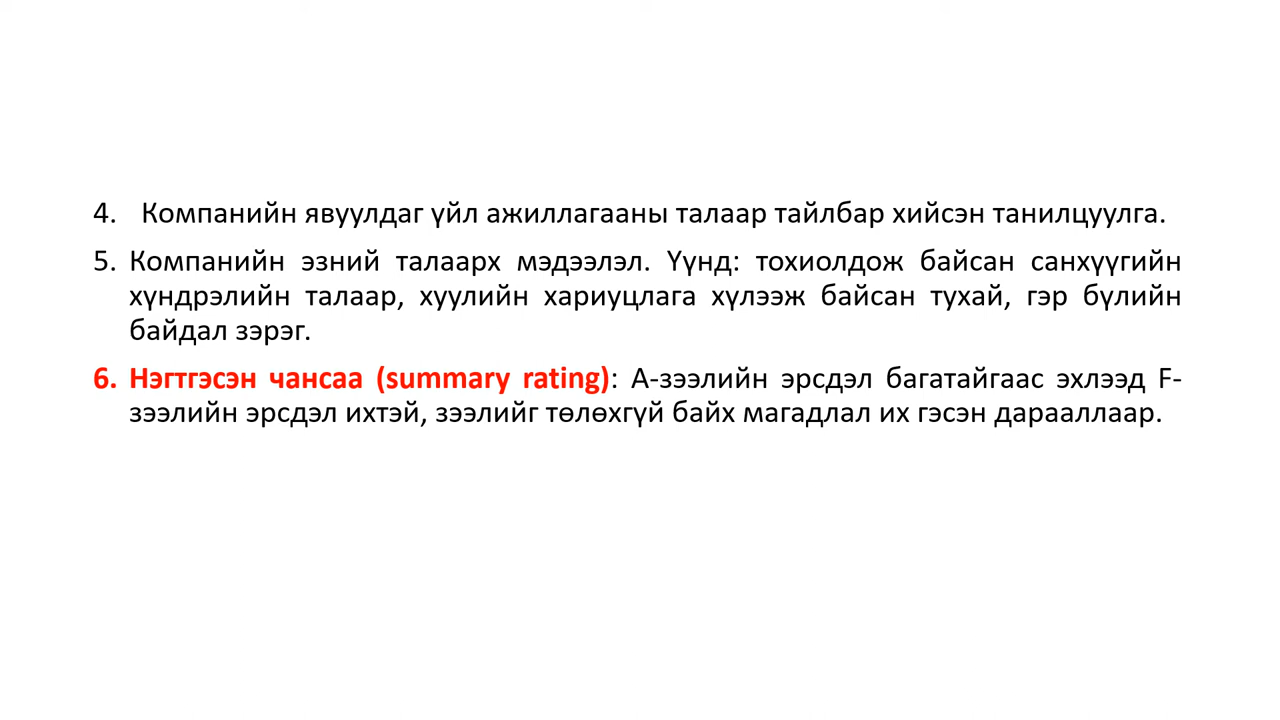 4. Компанийн явуулдаг үйл ажиллагааны талаар тайлбар хийсэн танилцуулга.
5. Компанийн эзний талаарх мэдээлэл. Үүнд: тохиолдож байсан санхүүгийн
хүндрэлийн талаар, хуулийн хариуцлага хүлээж байсан тухай, гэр бүлийн
байдал зэрэг.
6. Нэгтгэсэн чансаа (summary rating): А-зээлийн эрсдэл багатайгаас эхлээд F-
зээлийн эрсдэл ихтэй, зээлийг төлөхгүй байх магадлал их гэсэн дарааллаар.